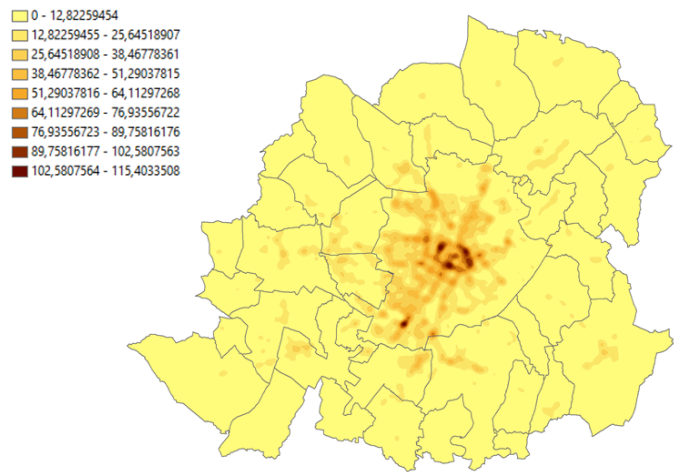 0 - 12,82259454
12,82259455 - 25,64518907
25,64518908 - 38,46778361
38,46778362 - 51,29037815
51,29037816 - 64,11297268
64,11297269 - 76,93556722
76,93556723 - 89,75816176
89,75816177 - 102,5807563
102,5807564 - 115,4033508